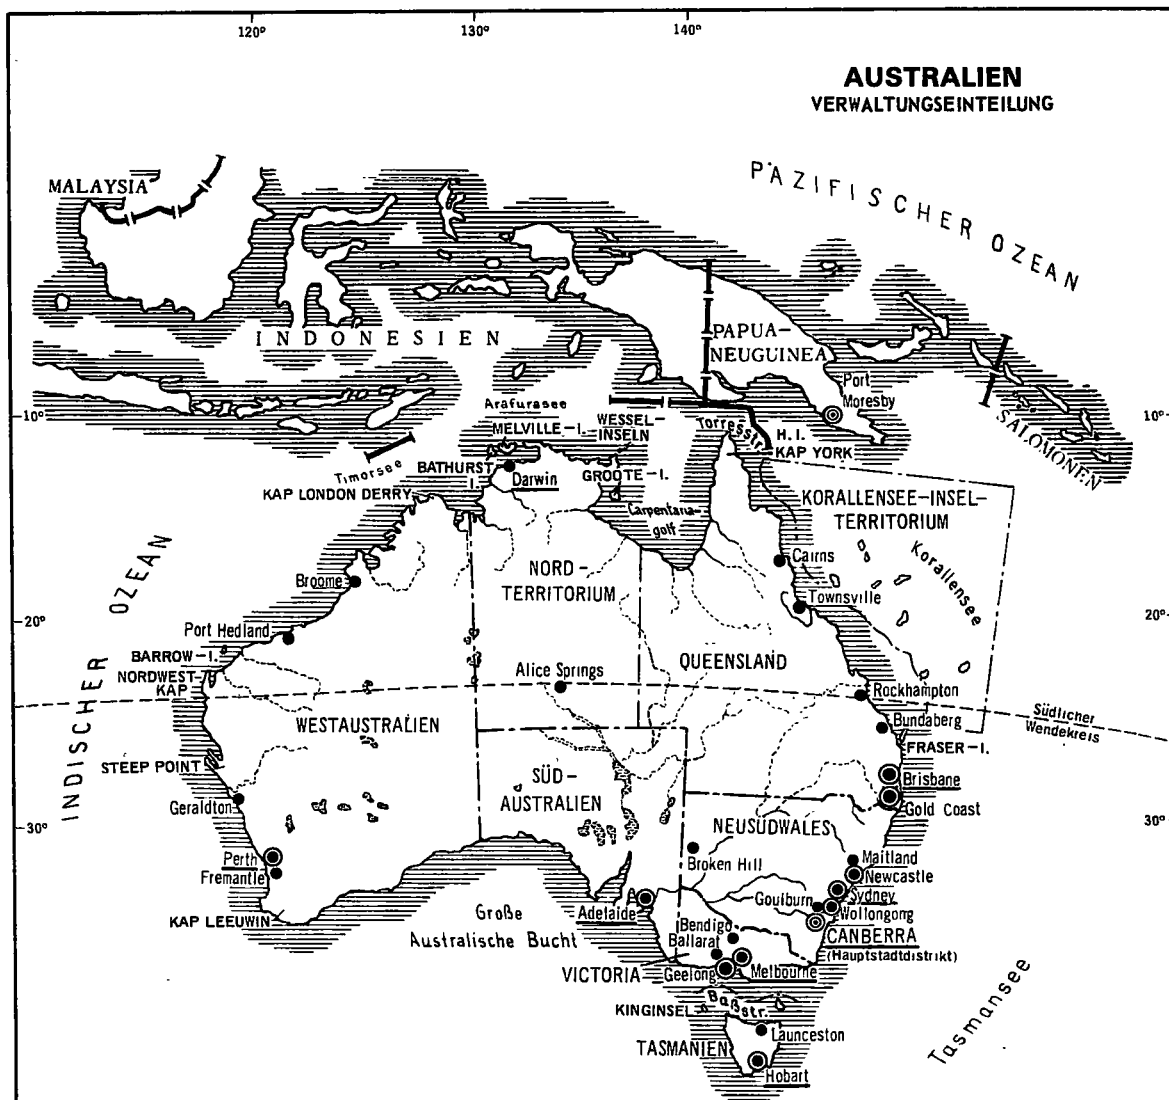 120°
130°
140°
AUSTRALIEN
VERWALTUNGSEINTEILUNG
MALAYSIA
PAZIFISCHER OZEAN
INDONESIEN
PAPUA-
NEUGUINEA
Port
Moresby
10°
10°
Arafurasee
MELVILLE-I.
WESSEL-
INSELN
Torresstr.
H.I.
KAP YORK
SALOMONEN
Timorsee
BATHURST
I.
Darwin
GROOTE-I.
KAP LONDON DERRY
Carpentaria-
golf
KORALLENSEE-INSEL-
TERRITORIUM
Korallensee
INDISCHER OZEAN
Broome
NORD-
TERRITORIUM
Cairns
Townsville
20°
20°
Port Hedland
BARROW-I.
NORDWEST-
KAP
Alice Springs
QUEENSLAND
Rockhampton
Südlicher
Wendekreis
WESTAUSTRALIEN
Bundaberg
FRASER-I.
STEEP POINT
Brisbane
SÜD-
AUSTRALIEN
Geraldton
Gold Coast
30°
30°
NEUSÜDWALES
Broken Hill
Maitland
Newcastle
Perth
Fremantle
Sydney
Goulburn
Wollongong
KAP LEEUWIN
Adelaide
Große
Australische Bucht
CANBERRA
(Hauptstadtdistrikt)
Bendigo
Ballarat
VICTORIA
Geelong
Melbourne
KINGINSEL
Baßstr.
Launceston
TASMANIEN
Hobart
Tasmansee